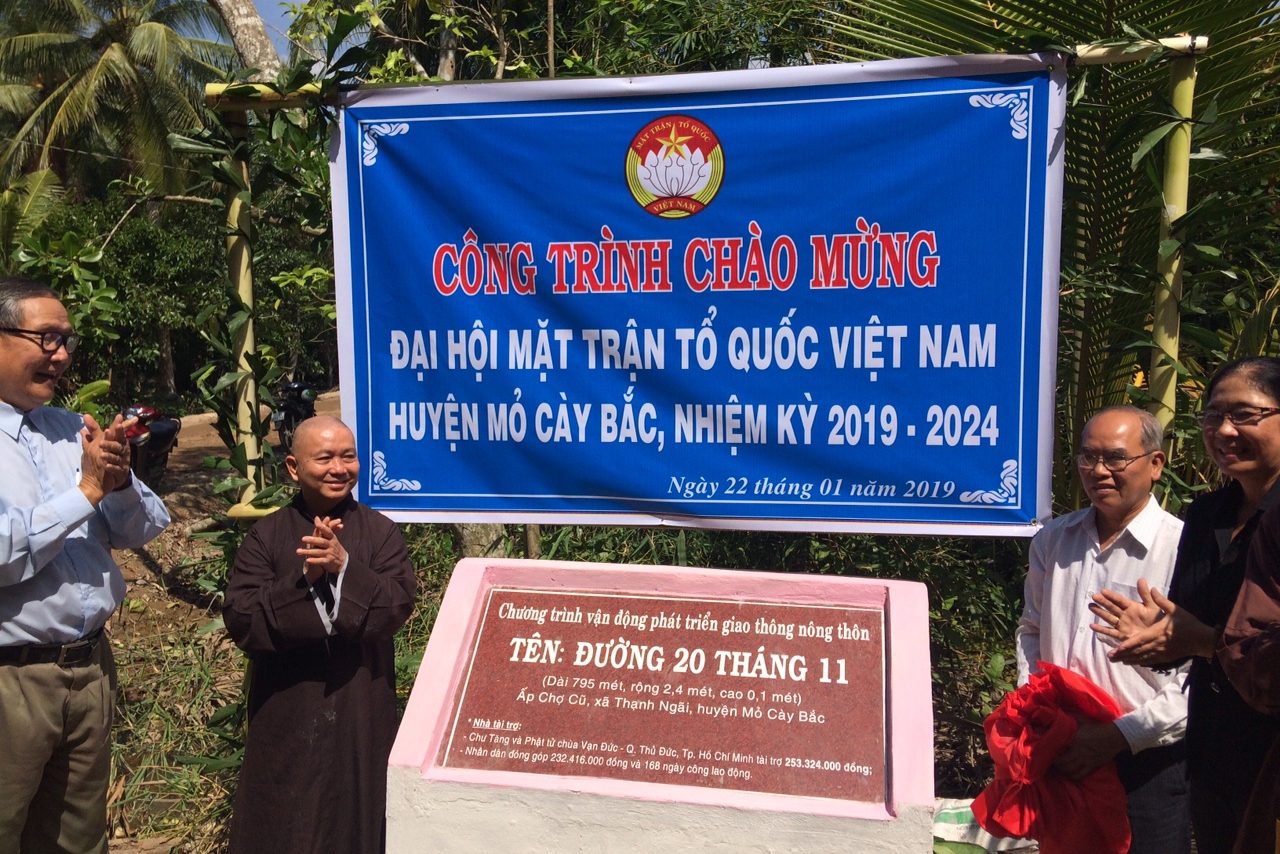 MẶT TRẬN TỔ QUỐC
VIỆT NAM
CÔNG TRÌNH CHÀO MỪNG
ĐẠI HỘI MẶT TRẬN TỔ QUỐC VIỆT NAM
HUYỆN MỎ CÀY BẮC, NHIỆM KỲ 2019 - 2024
Ngày 22 tháng 01 năm 2019
Chương trình vận động phát triển giao thông nông thôn
TÊN: ĐƯỜNG 20 THÁNG 11
(Dài 795 mét, rộng 2,4 mét, cao 0,1 mét)
Ấp Chợ Cũ, xã Thạnh Ngãi, huyện Mỏ Cày Bắc
* Nhà tài trợ:
- Chư Tăng và Phật tử chùa Vạn Đức - Q. Thủ Đức, Tp. Hồ Chí Minh tài trợ 253.324.000 đồng;
- Nhân dân đóng góp 232.416.000 đồng và 168 ngày công lao động.